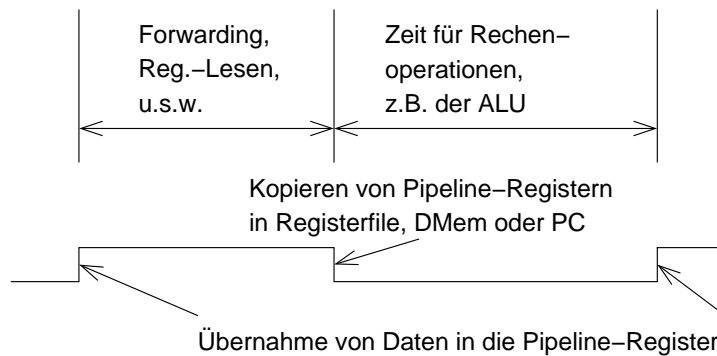 Forwarding,
Reg.−Lesen,
u.s.w.
Zeit für Rechen−
operationen,
z.B. der ALU
Kopieren von Pipeline−Registern
in Registerfile, DMem oder PC
Übernahme von Daten in die Pipeline−Register